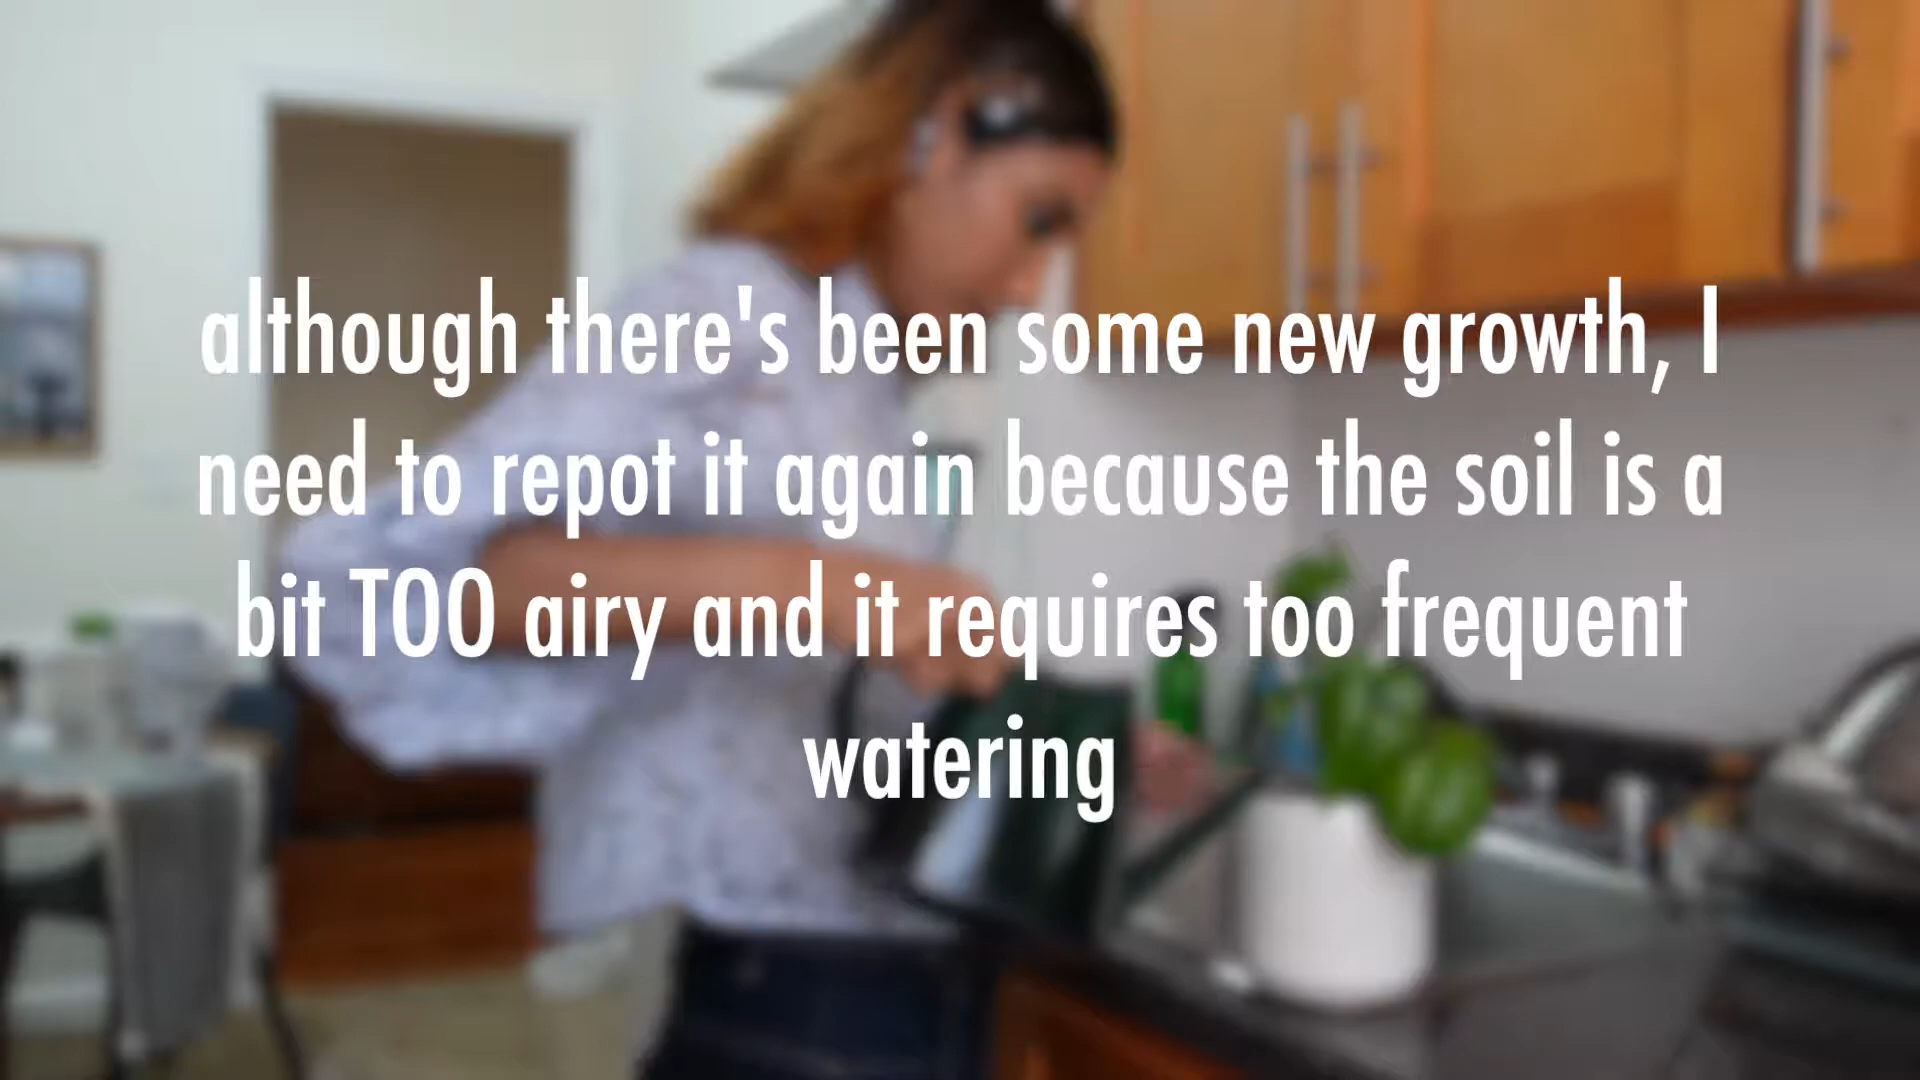 although there's been some new growth, I
need to repot it again because the soil is a
bit TOO airy and it requires too frequent
watering